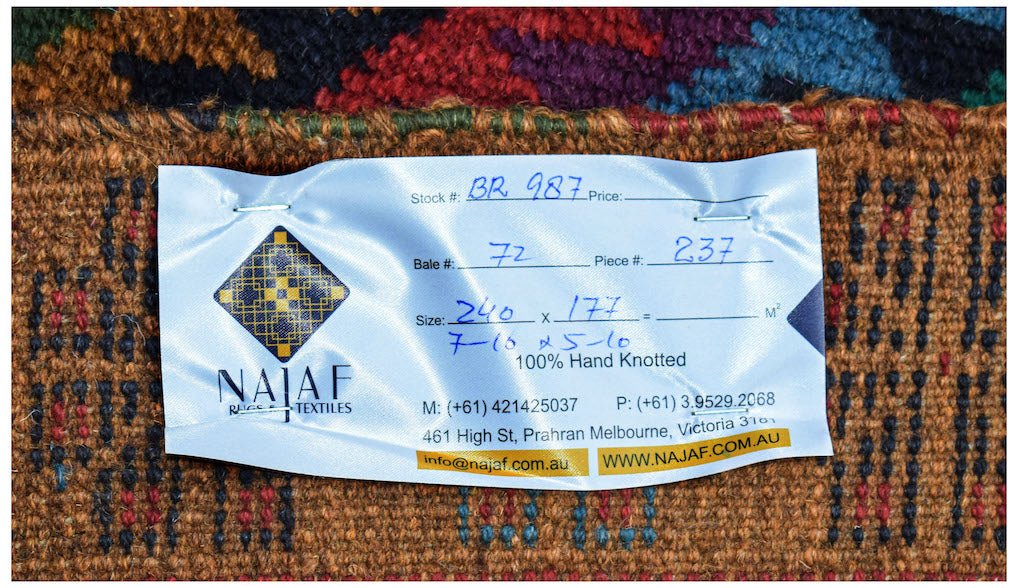 Stock #: BR 987 Price:
Bale #: 72 Piece #: 237
Size: 240 x 177 = M²
7-10 x 5-10
100% Hand Knotted
NAJAF
RUGS & TEXTILES
M: (+61) 421425037 P: (+61) 3.9529.2068
461 High St, Prahran Melbourne, Victoria 3181
info@najaf.com.au WWW.NAJAF.COM.AU